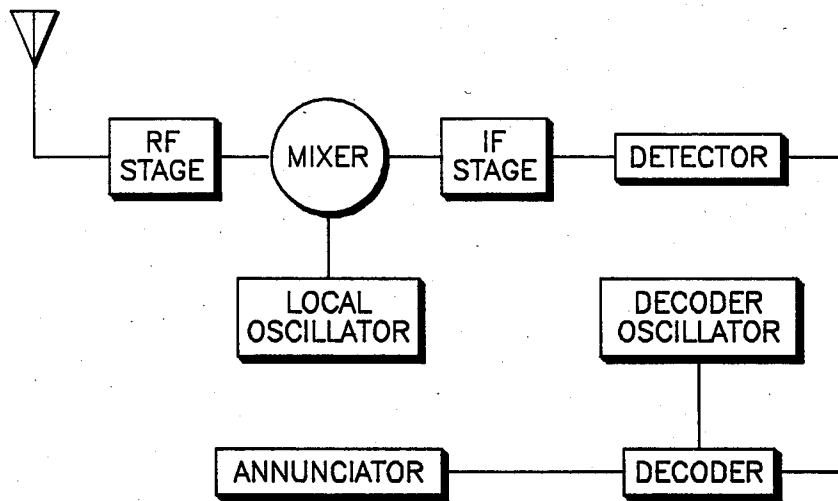 RF
STAGE
MIXER
IF
STAGE
DETECTOR
LOCAL
OSCILLATOR
DECODER
OSCILLATOR
ANNUNCIATOR
DECODER